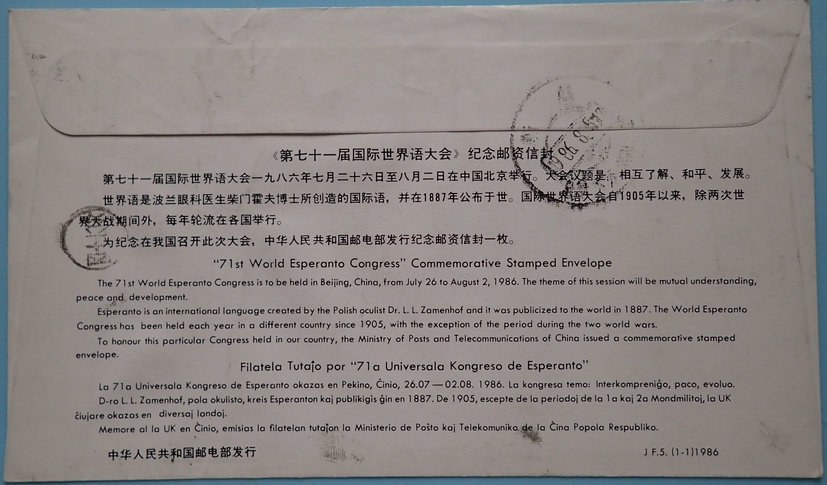 《第七十一届国际世界语大会》纪念邮资信封
第七十一届国际世界语大会一九八六年七月二十六日至八月二日在中国北京举行。大会议题是：相互了解、和平、发展。
世界语是波兰眼科医生柴门霍夫博士所创造的国际语，并在1887年公布于世。国际世界语大会自1905年以来，除两次世
界大战期间外，每年轮流在各国举行。
为纪念在我国召开此次大会，中华人民共和国邮电部发行纪念邮资信封一枚。
“71st World Esperanto Congress” Commemorative Stamped Envelope
The 71st World Esperanto Congress is to be held in Beijing, China, from July 26 to August 2, 1986. The theme of this session will be mutual understanding,
peace and development.
Esperanto is an international language created by the Polish oculist Dr. L. L. Zamenhof and it was publicized to the world in 1887. The World Esperanto
Congress has been held each year in a different country since 1905, with the exception of the period during the two world wars.
To honour this particular Congress held in our country, the Ministry of Posts and Telecommunications of China issued a commemorative stamped
envelope.
Filatela Tutaĵo por “71a Universala Kongreso de Esperanto”
La 71a Universala Kongreso de Esperanto okazas en Pekino, Ĉinio, 26.07—02.08. 1986. La kongresa temo: Interkompreniĝo, paco, evoluo.
D-ro L. L. Zamenhof, pola okulisto, kreis Esperanton kaj publikigis ĝin en 1887. De 1905, escepte de la periodoj de la 1a kaj 2a Mondmilitoj, la UK
ĉiujare okazas en diversaj landoj.
Memore al la UK en Ĉinio, emisias la filatelan tutaĵon la Ministerio de Poŝto kaj Telekomuniko de la Ĉina Popola Respubliko.
中华人民共和国邮电部发行
J F.5. (1-1)1986